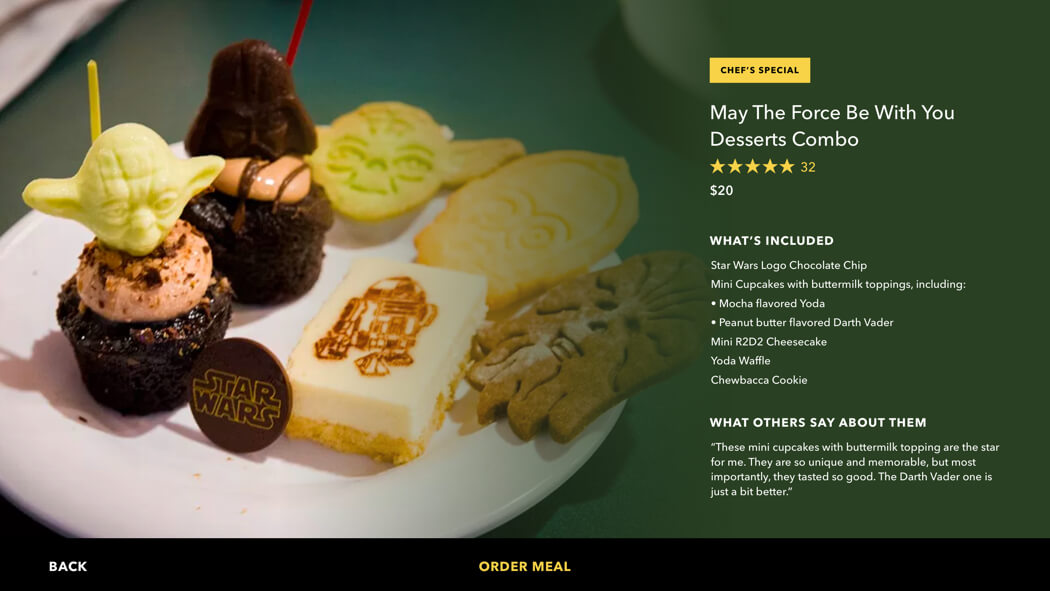 CHEF'S SPECIAL
May The Force Be With You
Desserts Combo
★★★★★ 32
$20
WHAT'S INCLUDED
Star Wars Logo Chocolate Chip
Mini Cupcakes with buttermilk toppings, including:
• Mocha flavored Yoda
• Peanut butter flavored Darth Vader
Mini R2D2 Cheesecake
Yoda Waffle
Chewbacca Cookie
WHAT OTHERS SAY ABOUT THEM
“These mini cupcakes with buttermilk topping are the star
for me. They are so unique and memorable, but most
importantly, they tasted so good. The Darth Vader one is
just a bit better.”
STAR
WARS
BACK
ORDER MEAL